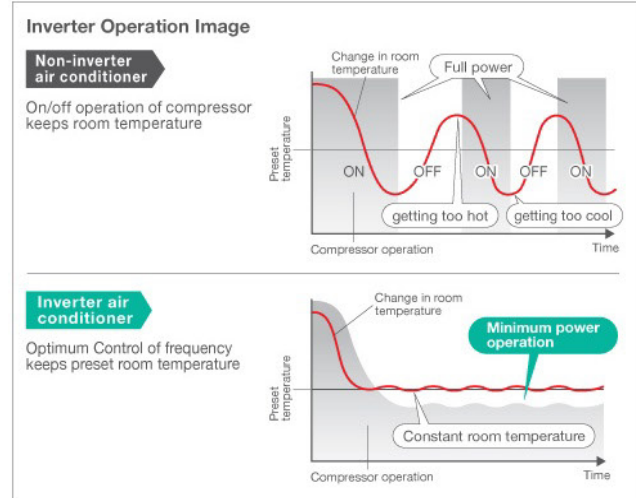 Inverter Operation Image
Non-inverter
air conditioner
On/off operation of compressor
keeps room temperature
Change in room
temperature
Full power
Preset
temperature
ON
OFF
ON
OFF
ON
getting too hot
getting too cool
Compressor operation
Time
Inverter air
conditioner
Optimum Control of frequency
keeps preset room temperature
Change in room
temperature
Minimum power
operation
Preset
temperature
Constant room temperature
Compressor operation
Time